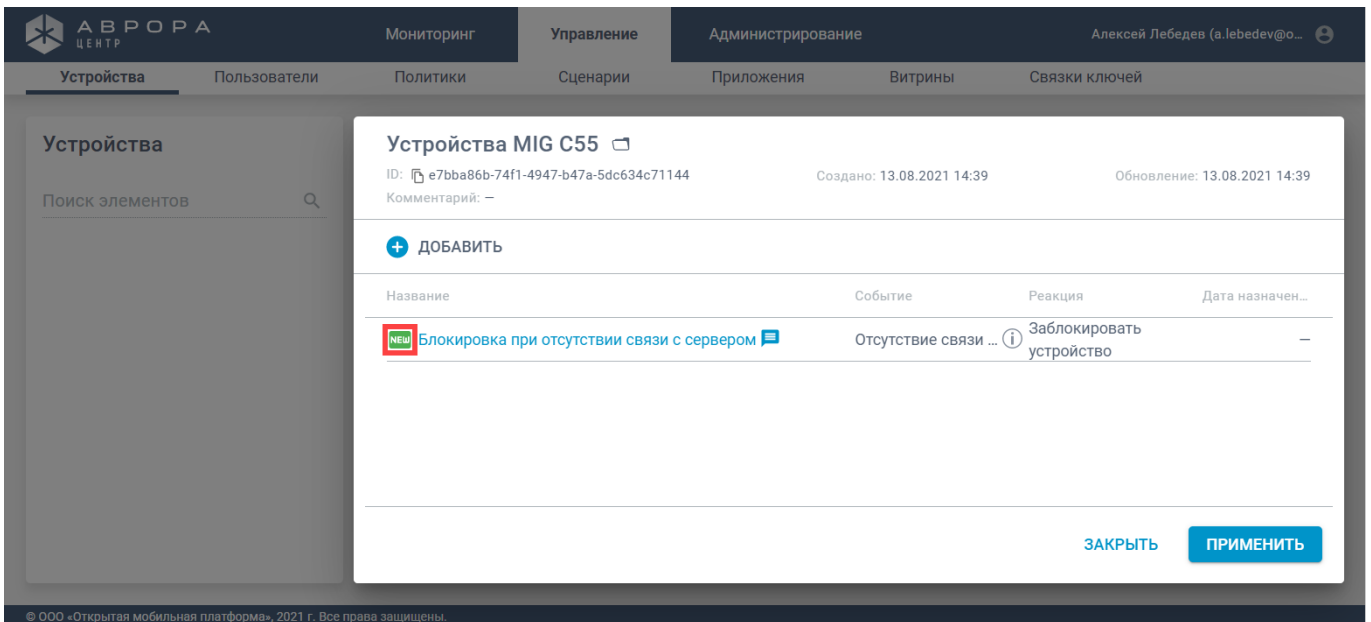 АВРОРА
ЦЕНТР
Мониторинг
Управление
Администрирование
Алексей Лебедев (a.lebedev@o...
Устройства
Пользователи
Политики
Сценарии
Приложения
Витрины
Связки ключей
Устройства
Поиск элементов
Устройства MIG C55
ID: e7bba86b-74f1-4947-b47a-5dc634c71144
Создано: 13.08.2021 14:39
Обновление: 13.08.2021 14:39
Комментарий: —
ДОБАВИТЬ
Название
Событие
Реакция
Дата назначен...
NEW Блокировка при отсутствии связи с сервером
Отсутствие связи ...
Заблокировать
устройство
—
ЗАКРЫТЬ
ПРИМЕНИТЬ
© ООО «Открытая мобильная платформа», 2021 г. Все права защищены.